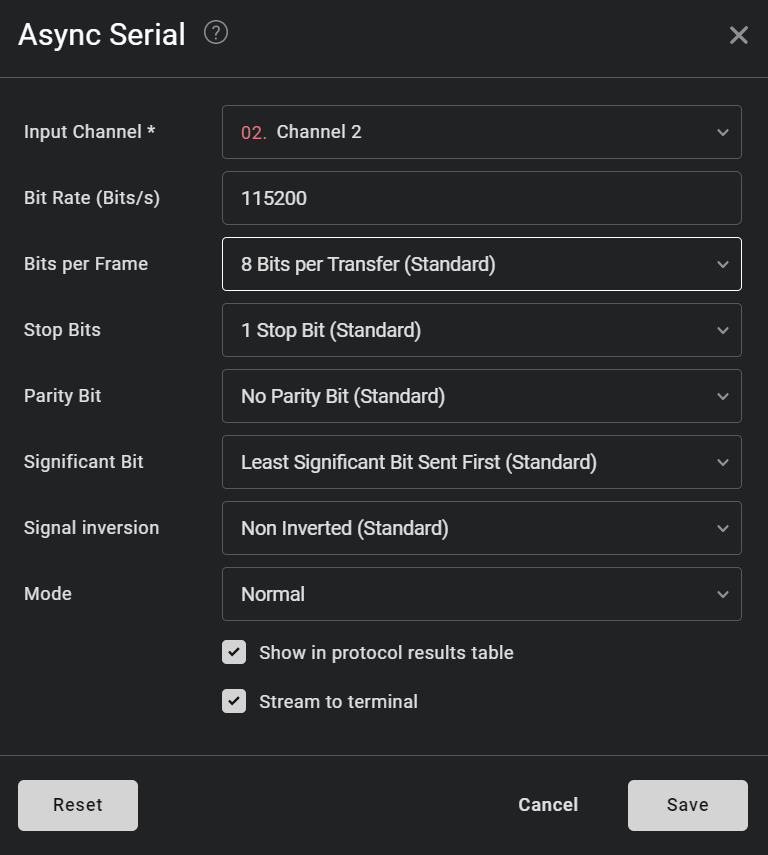 Async Serial ?
Input Channel * 02. Channel 2
Bit Rate (Bits/s) 115200
Bits per Frame 8 Bits per Transfer (Standard)
Stop Bits 1 Stop Bit (Standard)
Parity Bit No Parity Bit (Standard)
Significant Bit Least Significant Bit Sent First (Standard)
Signal inversion Non Inverted (Standard)
Mode Normal
Show in protocol results table
Stream to terminal
Reset Cancel Save